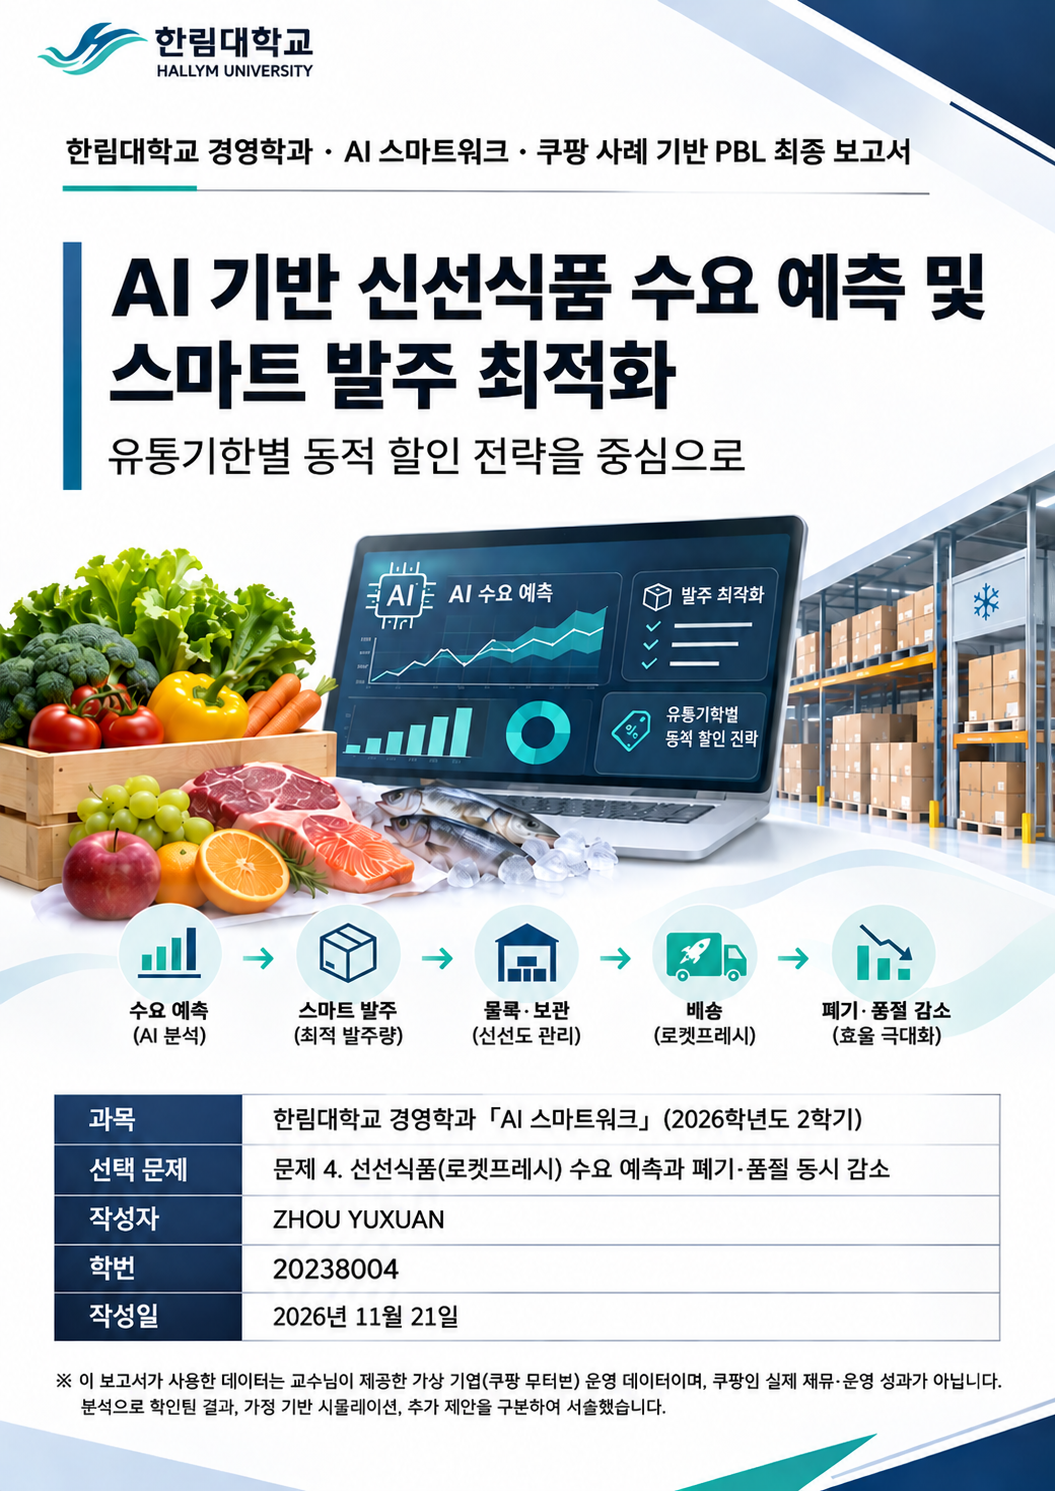 한림대학교
HALLYM UNIVERSITY
한림대학교 경영학과 · AI 스마트워크 · 쿠팡 사례 기반 PBL 최종 보고서
AI 기반 신선식품 수요 예측 및
스마트 발주 최적화
유통기한별 동적 할인 전략을 중심으로
AI
AI 수요 예측
발주 최작화
유통기학별
동적 할인 진략
%
수요 예측
(AI 분석)
스마트 발주
(최적 발주량)
물룩·보관
(신선도 관리)
배송
(로켓프레시)
폐기·품절 감소
(효율 극대화)
과목
한림대학교 경영학과「AI 스마트워크」(2026학년도 2학기)
선택 문제
문제 4. 선선식품(로켓프레시) 수요 예측과 폐기·품질 동시 감소
작성자
ZHOU YUXUAN
학번
20238004
작성일
2026년 11월 21일
※ 이 보고서가 사용한 데이터는 교수님이 제공한 가상 기업(쿠팡 무터빈) 운영 데이터이며, 쿠팡인 실제 재뮤·운영 성과가 아닙니다.
분석으로 학인틴 결과, 가정 기반 시뮬레이션, 추가 제안을 구분하여 서술했습니다.